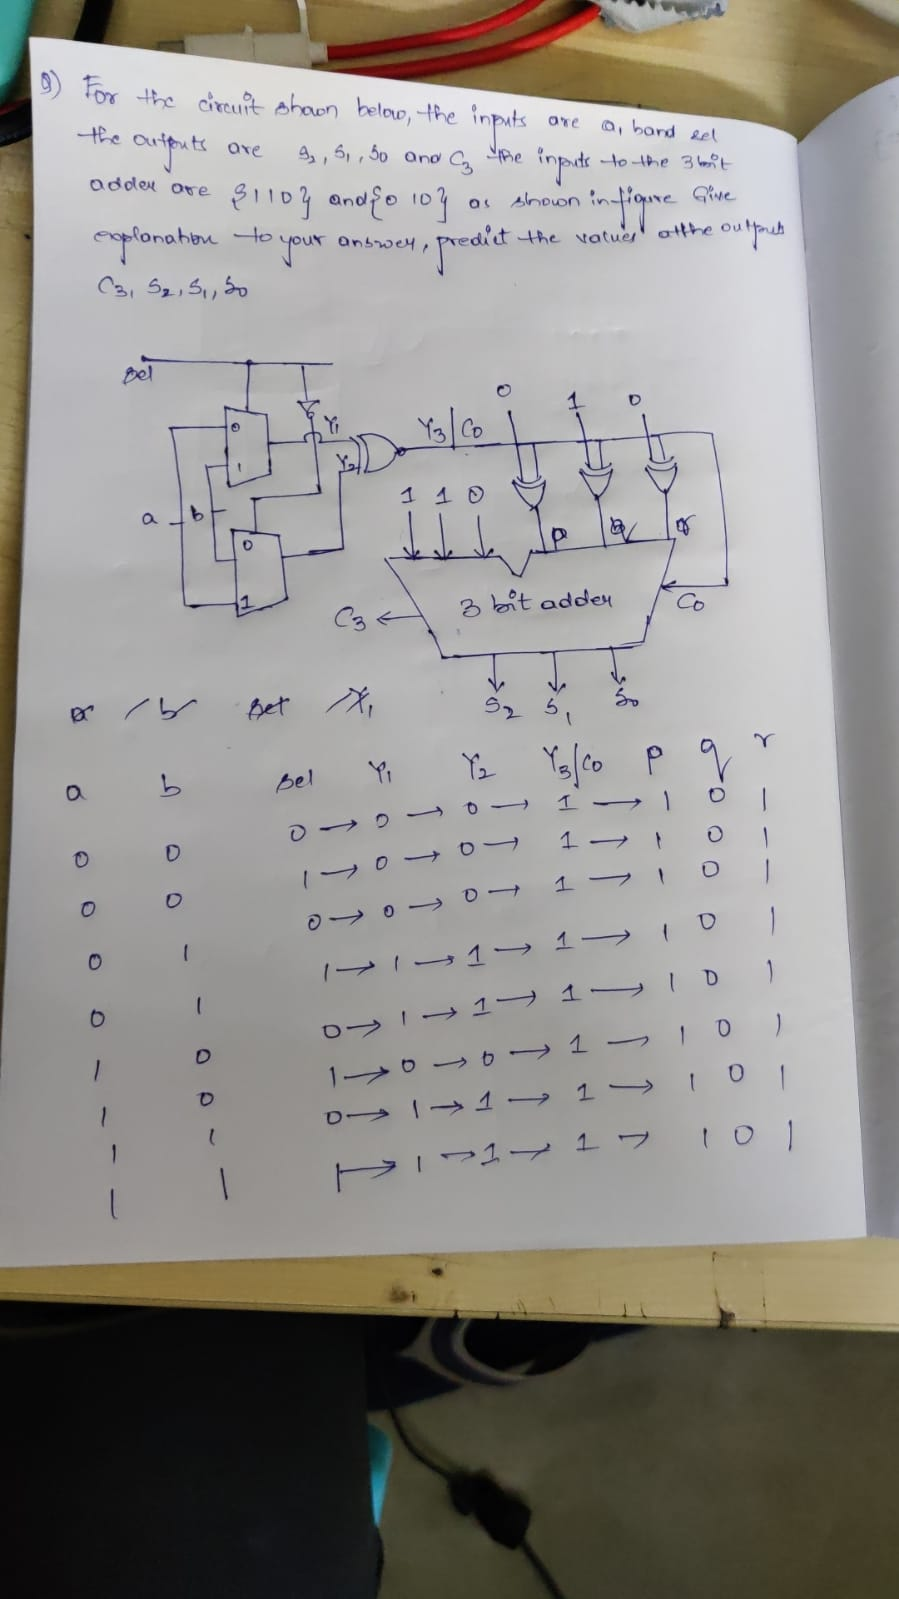 9) For the circuit shown below, the inputs are a, b and sel
the outputs are S2, S1, S0 and C3 The inputs to the 3 bit
adder are {110} and {010} as shown in figure Give
explanation to your answer, predict the values of the outputs
C3, S2, S1, S0
Sel
0 1 0
0 Y1 Y3/C0
1 Y2
a b 1 1 0
0 p q r
1 3 bit adder C0
C3
S2 S1 S0
a b sel Y1
a b sel Y1 Y2 Y3/C0 p q r
0 0 0 → 0 → 0 → 1 → 1 0 1
0 0 1 → 0 → 0 → 1 → 1 0 1
0 1 0 → 0 → 0 → 1 → 1 0 1
0 1 1 → 1 → 1 → 1 → 1 0 1
1 0 0 → 1 → 1 → 1 → 1 0 1
1 0 1 → 0 → 0 → 1 → 1 0 1
1 1 0 → 1 → 1 → 1 → 1 0 1
1 1 1 → 1 → 1 → 1 → 1 0 1